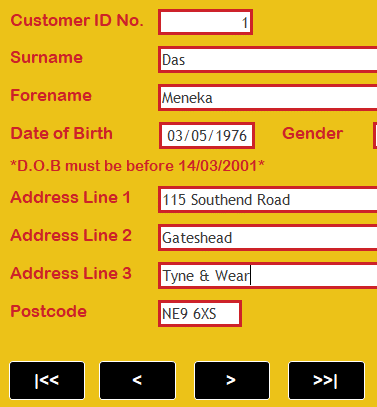 Customer ID No. 1
Surname Das
Forename Meneka
Date of Birth 03/05/1976 Gender
*D.O.B must be before 14/03/2001*
Address Line 1 115 Southend Road
Address Line 2 Gateshead
Address Line 3 Tyne & Wear
Postcode NE9 6XS
|<< < > >>|